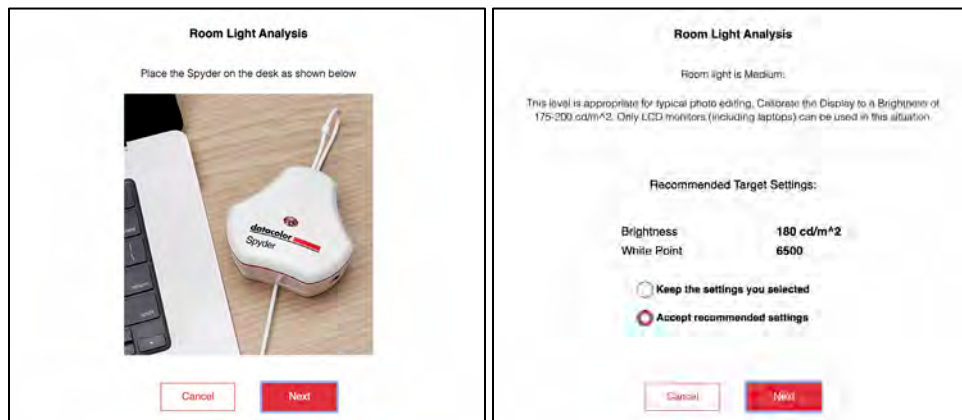 Room Light Analysis
Place the Spyder on the desk as shown below
datacolor
Spyder
Cancel
Next
Room Light Analysis
Room light is Medium.
This level is appropriate for typical photo editing. Calibrate the Display to a Brightness of
175-200 cd/m^2. Only LCD monitors (including laptops) can be used in this situation
Recommended Target Settings:
Brightness 180 cd/m^2
White Point 6500
Keep the settings you selected
Accept recommended settings
Cancel
Next